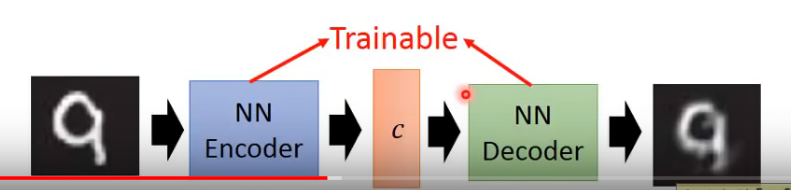 Trainable
NN
Encoder
c
NN
Decoder